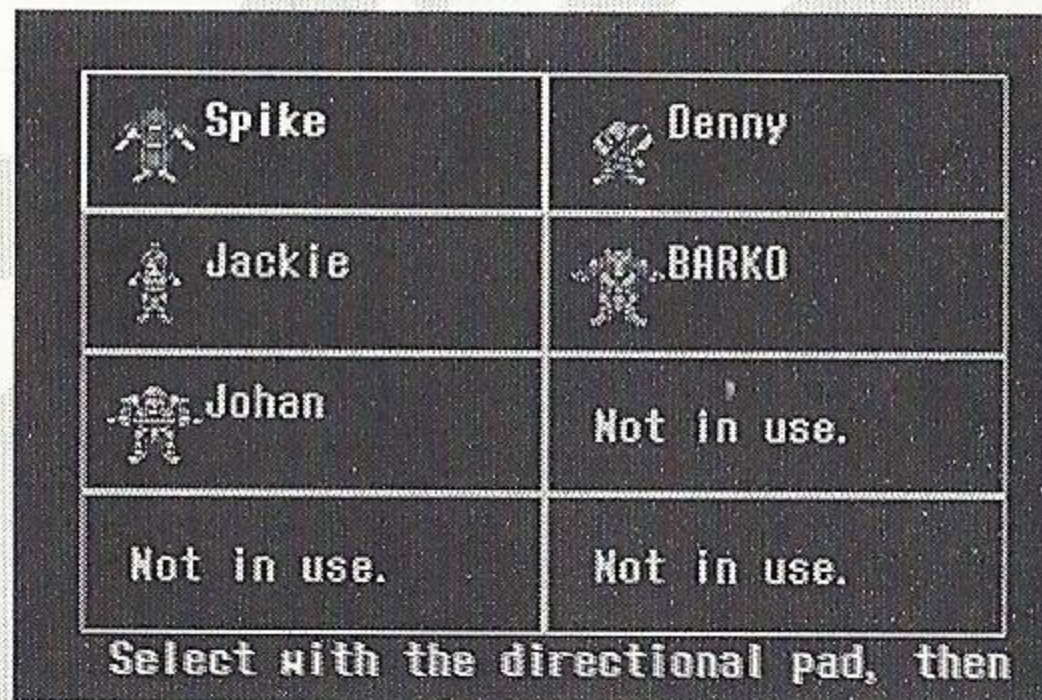 Spike
Denny
Jackie
BARKO
Johan
Not in use.
Not in use.
Not in use.
Select with the directional pad, then